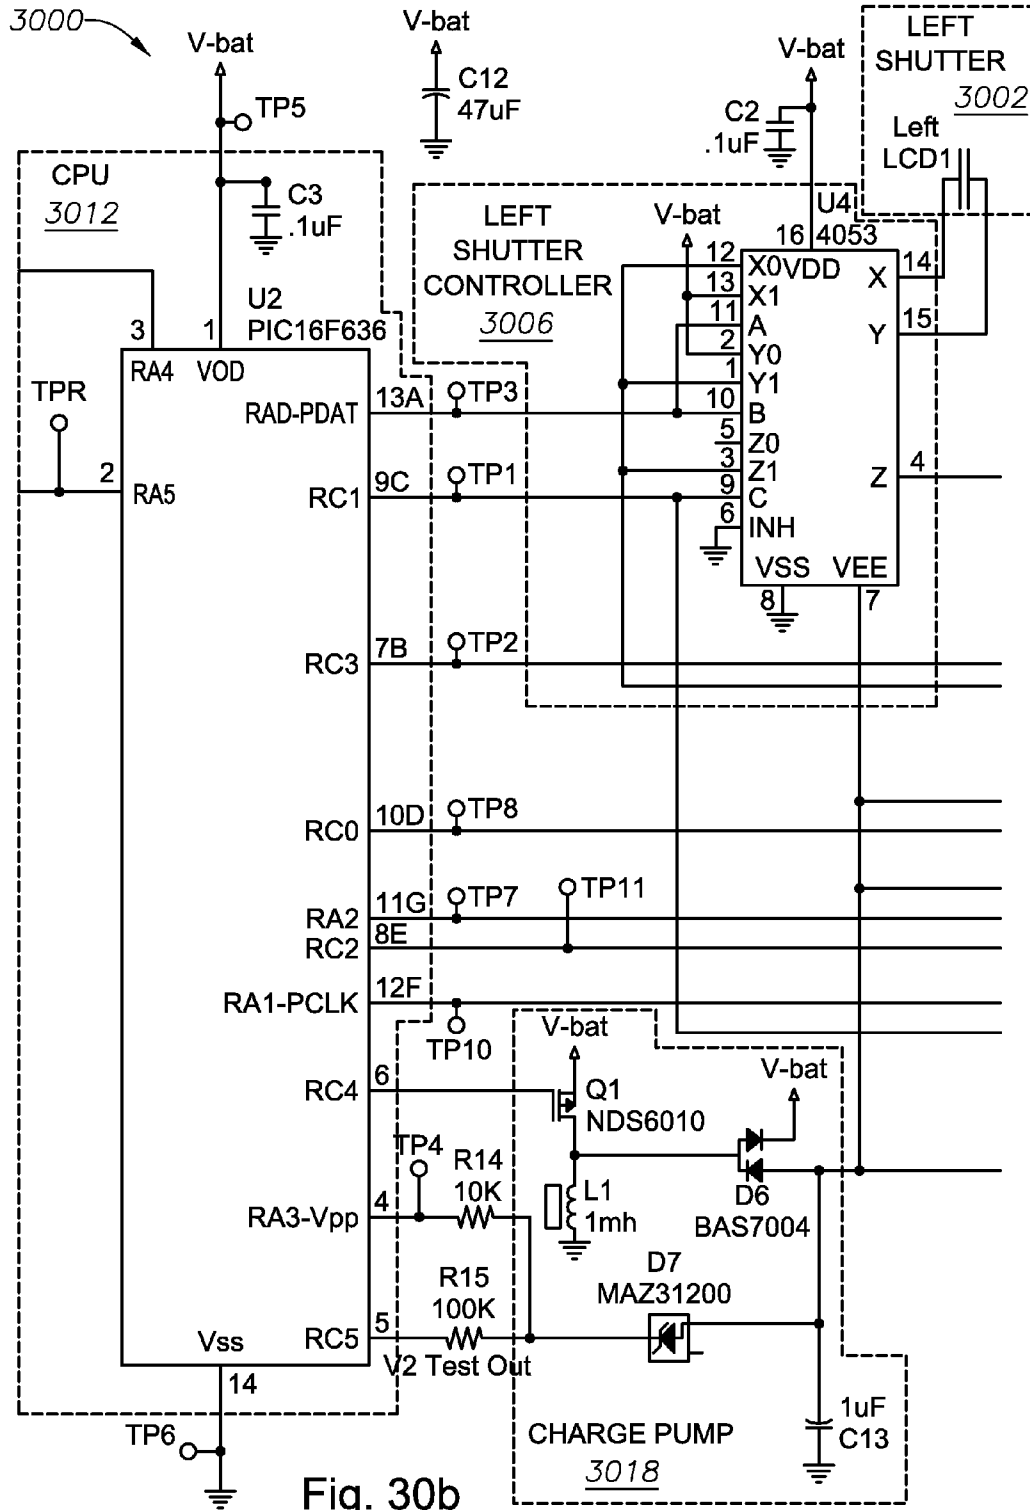 3000
V-bat
TP5
V-bat
C12
47uF
V-bat
C2
.1uF
LEFT
SHUTTER
3002
Left
LCD1
CPU
3012
C3
.1uF
LEFT
SHUTTER
CONTROLLER
3006
V-bat
U4
16 4053
12 X0 VDD
13 X1
11 A
2 Y0
1 Y1
10 B
5 Z0
3 Z1
9 C
6 INH
X 14
Y 15
Z 4
VSS VEE
8 7
U2
PIC16F636
3 1
RA4 VOD
TPR
2 RA5
RAD-PDAT 13A TP3
RC1 9C TP1
RC3 7B TP2
RC0 10D TP8
RA2 11G TP7
TP11
RC2 8E
RA1-PCLK 12F
TP10
RC4 6
V-bat
Q1
NDS6010
V-bat
TP4
R14
10K
RA3-Vpp 4
L1
1mh
D6
BAS7004
R15
100K
D7
MAZ31200
RC5 5
V2 Test Out
Vss
14
TP6
CHARGE PUMP
3018
1uF
C13
Fig. 30b